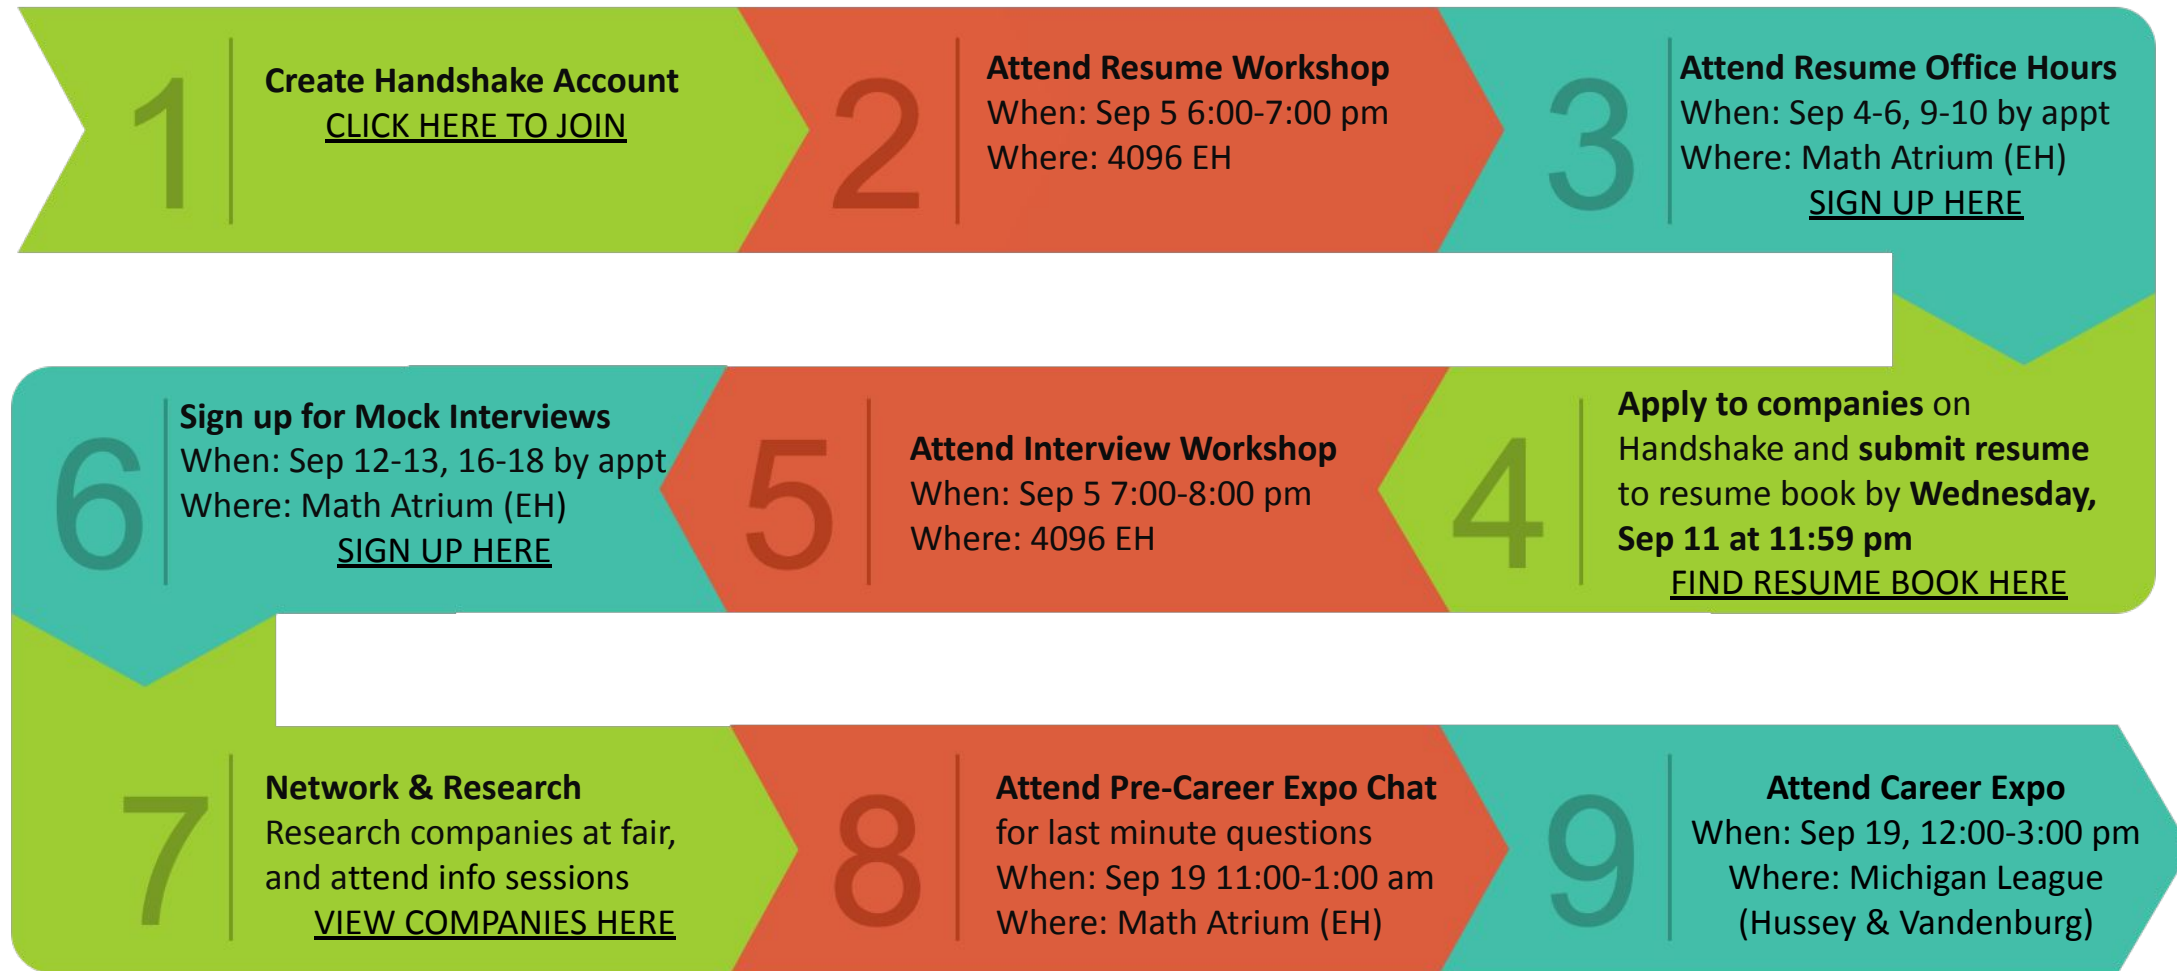 1
Create Handshake Account
CLICK HERE TO JOIN
2
Attend Resume Workshop
When: Sep 5 6:00-7:00 pm
Where: 4096 EH
3
Attend Resume Office Hours
When: Sep 4-6, 9-10 by appt
Where: Math Atrium (EH)
SIGN UP HERE
4
Apply to companies on
Handshake and submit resume
to resume book by Wednesday,
Sep 11 at 11:59 pm
FIND RESUME BOOK HERE
5
Attend Interview Workshop
When: Sep 5 7:00-8:00 pm
Where: 4096 EH
6
Sign up for Mock Interviews
When: Sep 12-13, 16-18 by appt
Where: Math Atrium (EH)
SIGN UP HERE
7
Network & Research
Research companies at fair,
and attend info sessions
VIEW COMPANIES HERE
8
Attend Pre-Career Expo Chat
for last minute questions
When: Sep 19 11:00-1:00 am
Where: Math Atrium (EH)
9
Attend Career Expo
When: Sep 19, 12:00-3:00 pm
Where: Michigan League
(Hussey & Vandenburg)